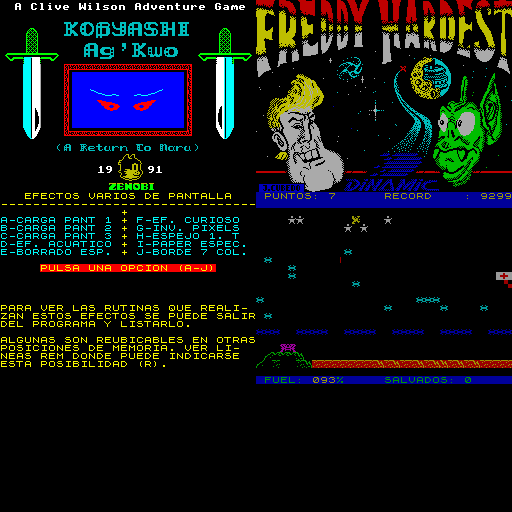 A Clive Wilson Adventure Game
KOBYASHI
Ag'Kwo
(A Return To Nara)
19 91
ZENOBI
EFECTOS VARIOS DE PANTALLA
A-CARGA PANT 1 + F-EF. CURIOSO
B-CARGA PANT 2 + G-INV. PIXELS
C-CARGA PANT 3 + H-ESPEJO 1. T
D-EF. ACUATICO + I-PAPER ESPEC.
E-BORRADO ESP. + J-BORDE 7 COL.
PULSA UNA OPCION (A-J)
PARA VER LAS RUTINAS QUE REALI-
ZAN ESTOS EFECTOS SE PUEDE SALIR
DEL PROGRAMA Y LISTARLO.
ALGUNAS SON REUBICABLES EN OTRAS
POSICIONES DE MEMORIA. VER LI-
NEAS REM DONDE PUEDE INDICARSE
ESTA POSIBILIDAD (R).
FREDDY HARDEST
DINAMIC
PUNTOS: 7 RECORD : 9299
FUEL: 093% SALVADOS: 0